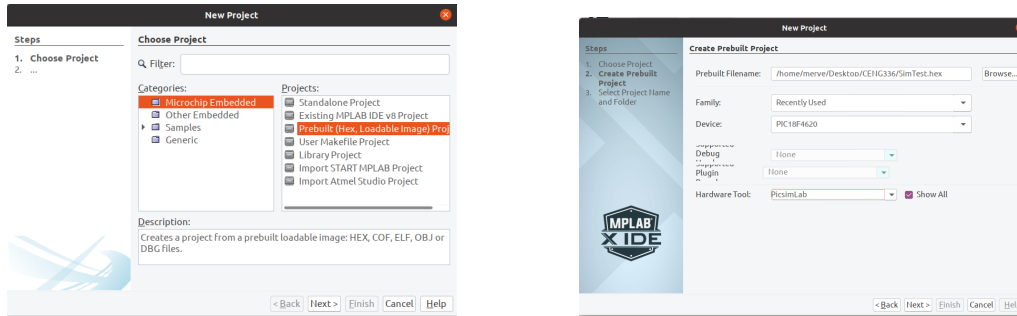 New Project
Steps
1. Choose Project
2. ...
Choose Project
Filter:
Categories:
Microchip Embedded
Other Embedded
Samples
Generic
Projects:
Standalone Project
Existing MPLAB IDE v8 Project
Prebuilt (Hex, Loadable Image) Proj
User Makefile Project
Library Project
Import START MPLAB Project
Import Atmel Studio Project
Description:
Creates a project from a prebuilt loadable image: HEX, COF, ELF, OBJ or
DBG files.
< Back Next > Finish Cancel Help
New Project
Steps
1. Choose Project
2. Create Prebuilt
Project
3. Select Project Name
and Folder
MPLAB
X IDE
Create Prebuilt Project
Prebuilt Filename: /home/merve/Desktop/CENG336/SimTest.hex Browse...
Family: Recently Used
Device: PIC18F4620
Supported
Debug None
Supported
Plugin None
Hardware Tool: PicsimLab Show All
< Back Next > Finish Cancel Hel